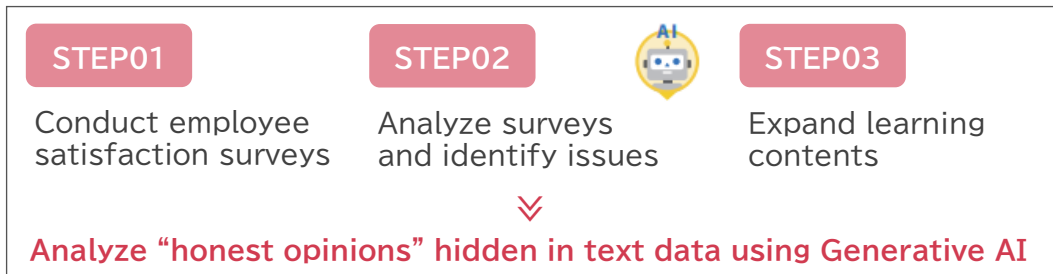 STEP01
Conduct employee
satisfaction surveys
STEP02
AI
Analyze surveys
and identify issues
STEP03
Expand learning
contents
Analyze “honest opinions” hidden in text data using Generative AI